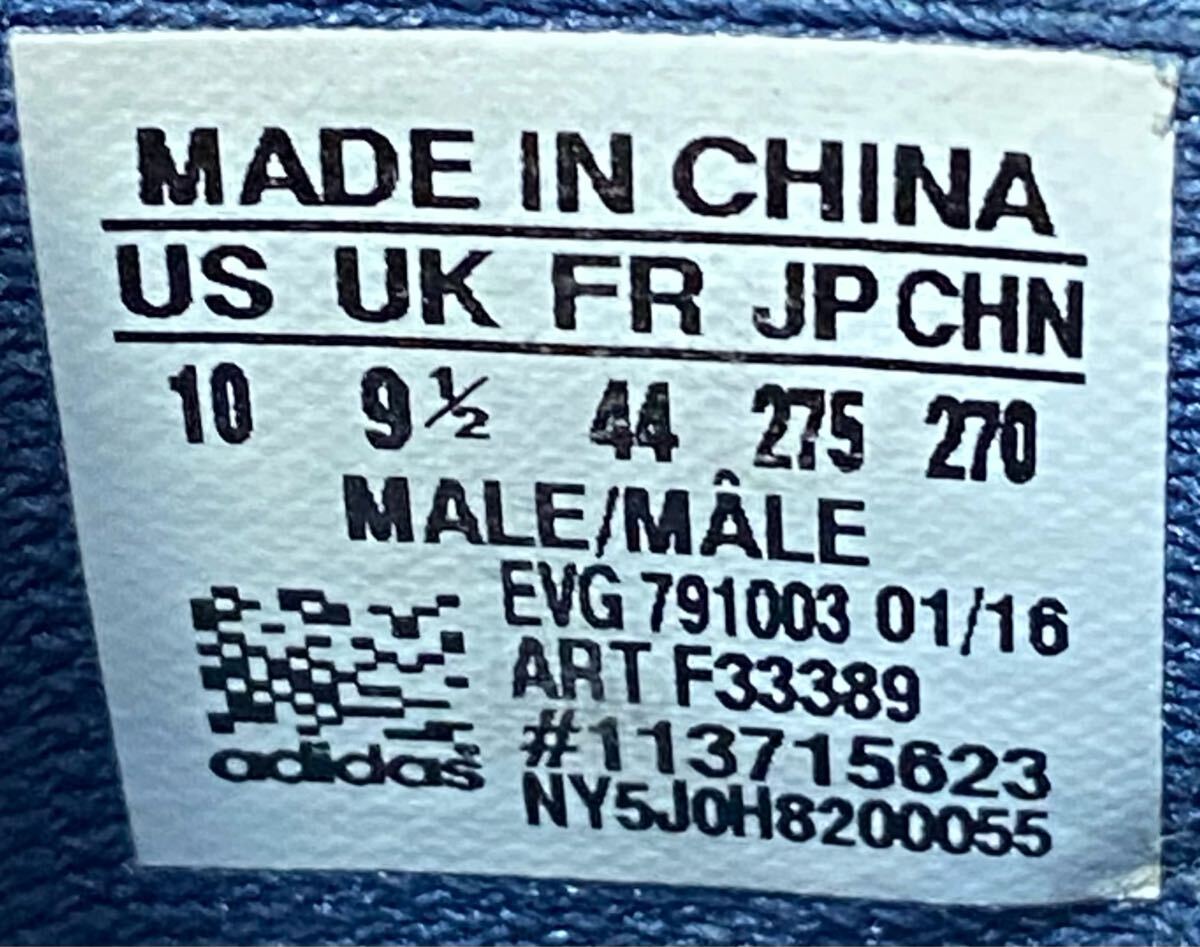 MADE IN CHINA
US UK FR JP CHN
10 9½ 44 275 270
MALE/MÂLE
EVG 791003 01/16
ART F33389
#113715623
adidas NY5J0H8200055